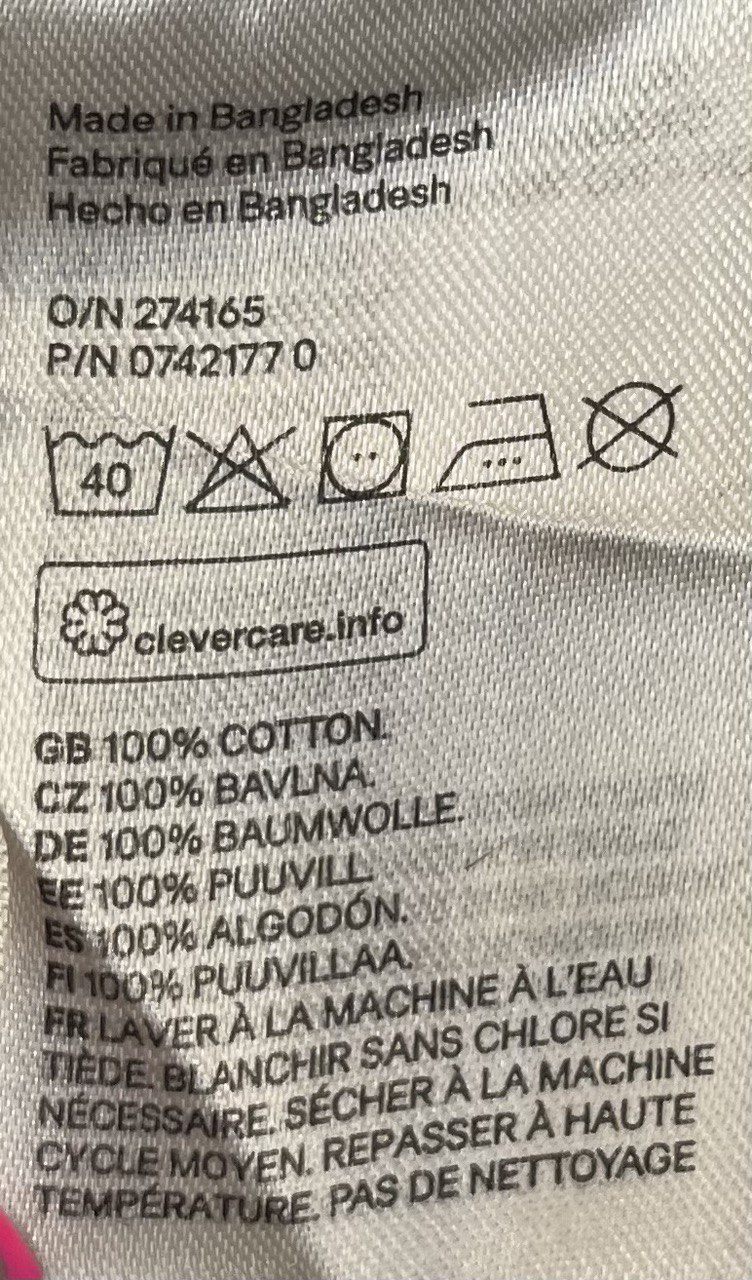 Made in Bangladesh
Fabriqué en Bangladesh
Hecho en Bangladesh
O/N 274165
P/N 0742177 0
40
clevercare.info
GB 100% COTTON.
CZ 100% BAVLNA.
DE 100% BAUMWOLLE.
EE 100% PUUVILL
ES 100% ALGODÓN.
FI 100% PUUVILLAA.
FR LAVER À LA MACHINE À L'EAU
TIÈDE. BLANCHIR SANS CHLORE SI
NÉCESSAIRE. SÉCHER À LA MACHINE
CYCLE MOYEN. REPASSER À HAUTE
TEMPÉRATURE. PAS DE NETTOYAGE